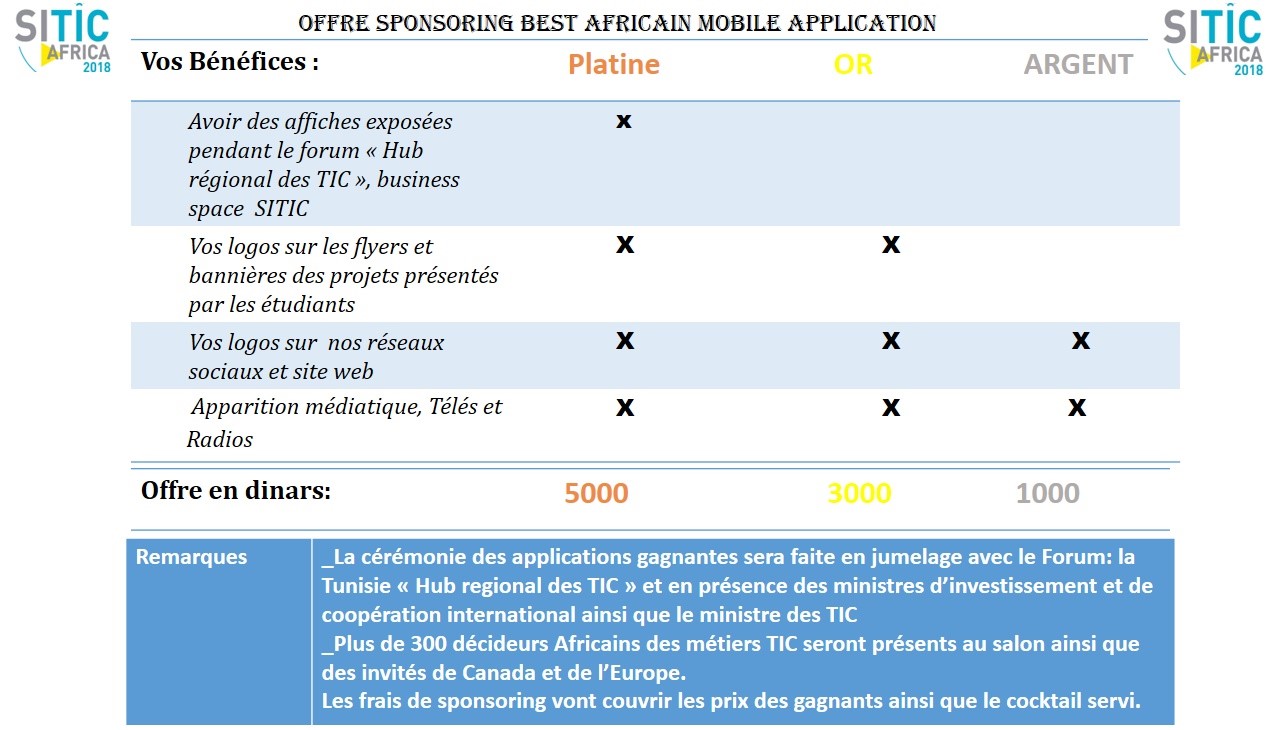 OFFRE SPONSORING BEST AFRICAIN MOBILE APPLICATION
SITIC
AFRICA
2018
SITIC
AFRICA
2018
Vos Bénéfices : Platine OR ARGENT
Avoir des affiches exposées x
pendant le forum « Hub
régional des TIC », business
space SITIC
Vos logos sur les flyers et x x
bannières des projets présentés
par les étudiants
Vos logos sur nos réseaux x x x
sociaux et site web
Apparition médiatique, Télés et x x x
Radios
Offre en dinars: 5000 3000 1000
Remarques _La cérémonie des applications gagnantes sera faite en jumelage avec le Forum: la
Tunisie « Hub regional des TIC » et en présence des ministres d’investissement et de
coopération international ainsi que le ministre des TIC
_Plus de 300 décideurs Africains des métiers TIC seront présents au salon ainsi que
des invités de Canada et de l’Europe.
Les frais de sponsoring vont couvrir les prix des gagnants ainsi que le cocktail servi.